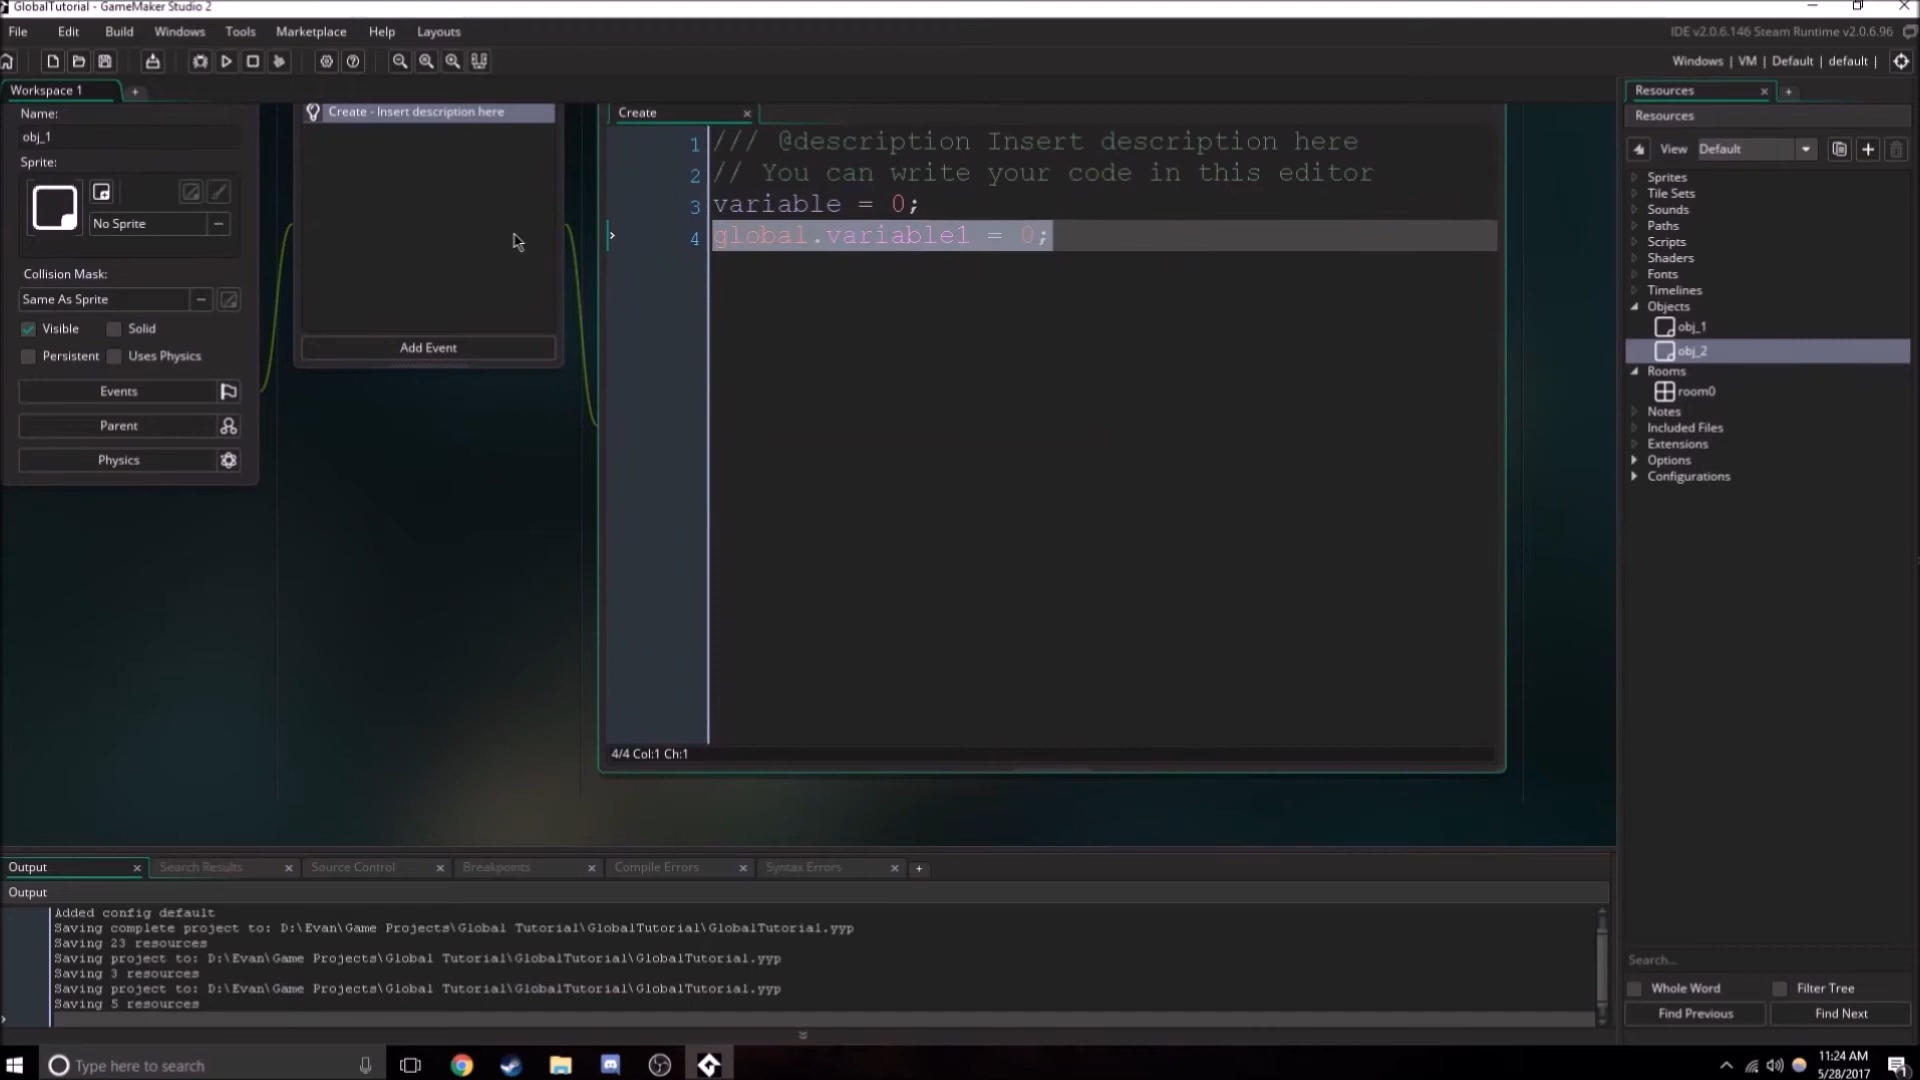 GlobalTutorial - GameMaker Studio 2
File Edit Build Windows Tools Marketplace Help Layouts
IDE v2.0.6.146 Steam Runtime v2.0.6.96
Windows | VM | Default | default |
Workspace 1
Name:
obj_1
Sprite:
No Sprite
Collision Mask:
Same As Sprite
Visible Solid
Persistent Uses Physics
Events
Parent
Physics
Create - Insert description here
Add Event
Create
1 /// @description Insert description here
2 // You can write your code in this editor
3 variable = 0;
4 global.variable1 = 0;
4/4 Col:1 Ch:1
Resources
Resources
View Default
Sprites
Tile Sets
Sounds
Paths
Scripts
Shaders
Fonts
Timelines
Objects
obj_1
obj_2
Rooms
room0
Notes
Included Files
Extensions
Options
Configurations
Search...
Whole Word Filter Tree
Find Previous Find Next
Output Search Results Source Control Breakpoints Compile Errors Syntax Errors
Output
Added config default
Saving complete project to: D:\Evan\Game Projects\Global Tutorial\GlobalTutorial\GlobalTutorial.yyp
Saving 23 resources
Saving project to: D:\Evan\Game Projects\Global Tutorial\GlobalTutorial\GlobalTutorial.yyp
Saving 3 resources
Saving project to: D:\Evan\Game Projects\Global Tutorial\GlobalTutorial\GlobalTutorial.yyp
Saving 5 resources
Type here to search
11:24 AM
5/28/2017